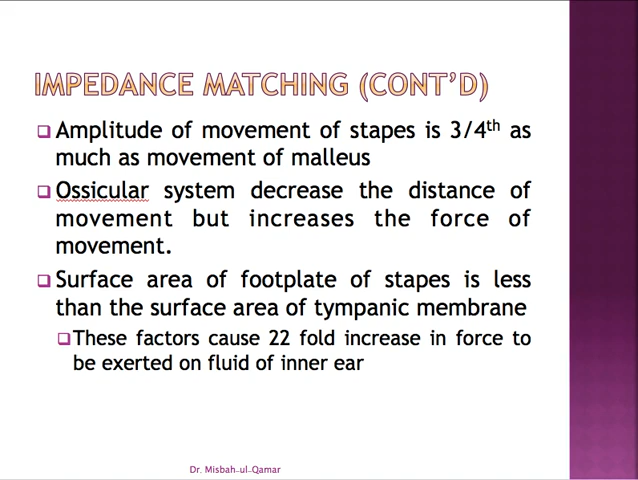 IMPEDANCE MATCHING (CONT'D)
Amplitude of movement of stapes is 3/4th as
much as movement of malleus
Ossicular system decrease the distance of
movement but increases the force of
movement.
Surface area of footplate of stapes is less
than the surface area of tympanic membrane
These factors cause 22 fold increase in force to
be exerted on fluid of inner ear
Dr. Misbah-ul-Qamar